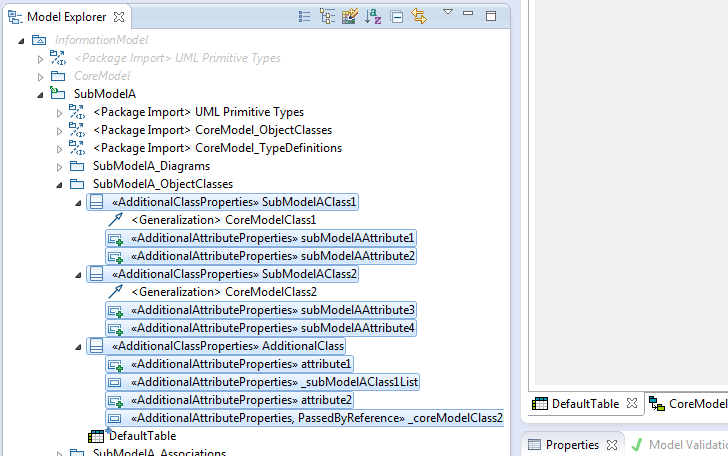 Model Explorer
InformationModel
<Package Import> UML Primitive Types
CoreModel
SubModelA
<Package Import> UML Primitive Types
<Package Import> CoreModel_ObjectClasses
<Package Import> CoreModel_TypeDefinitions
SubModelA_Diagrams
SubModelA_ObjectClasses
«AdditionalClassProperties» SubModelAClass1
<Generalization> CoreModelClass1
«AdditionalAttributeProperties» subModelAAttribute1
«AdditionalAttributeProperties» subModelAAttribute2
«AdditionalClassProperties» SubModelAClass2
<Generalization> CoreModelClass2
«AdditionalAttributeProperties» subModelAAttribute3
«AdditionalAttributeProperties» subModelAAttribute4
«AdditionalClassProperties» AdditionalClass
«AdditionalAttributeProperties» attribute1
«AdditionalAttributeProperties» _subModelAClass1List
«AdditionalAttributeProperties» attribute2
«AdditionalAttributeProperties, PassedByReference» _coreModelClass2
DefaultTable
SubModelA_Associations
DefaultTable CoreModel
Properties Model Validati